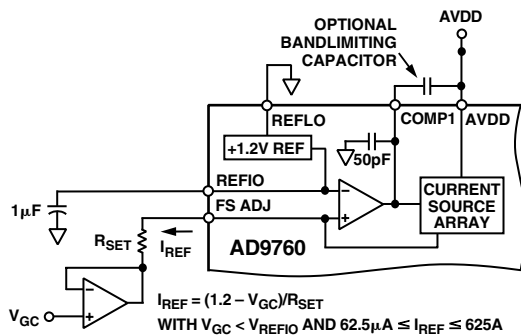 OPTIONAL
BANDLIMITING
CAPACITOR
AVDD
REFLO
COMP1
AVDD
+1.2V REF
50pF
REFIO
−
+
CURRENT
SOURCE
ARRAY
FS ADJ
1μF
RSET
IREF
AD9760
−
+
VGC
IREF = (1.2 – VGC)/RSET
WITH VGC < VREFIO AND 62.5μA ≤ IREF ≤ 625A